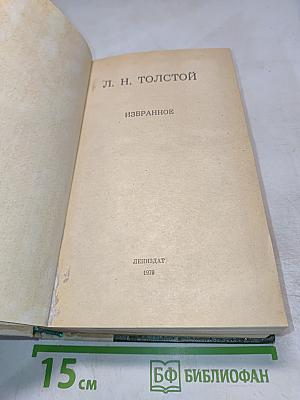 Л. Н. ТОЛСТОЙ
ИЗБРАННОЕ
ЛЕНИЗДАТ
1978
15 см
БФ БИБЛИОФАН